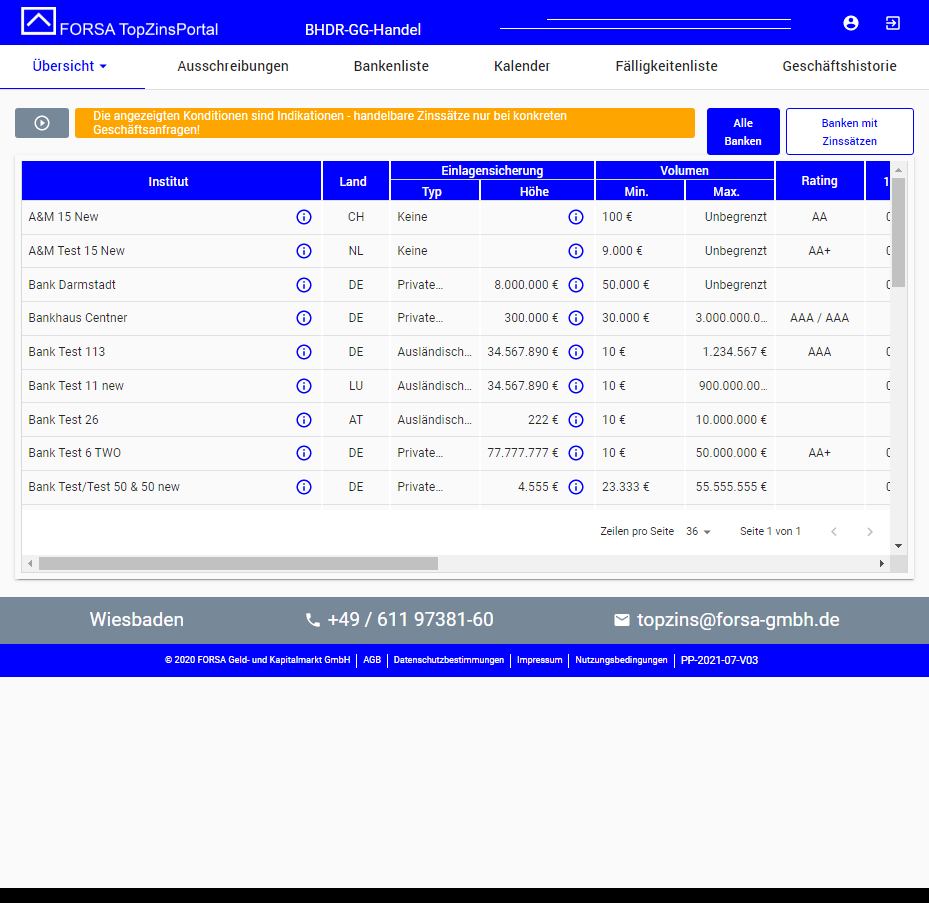 FORSA TopZinsPortal BHDR-GG-Handel
Übersicht Ausschreibungen Bankenliste Kalender Fälligkeitenliste Geschäftshistorie
Die angezeigten Konditionen sind Indikationen - handelbare Zinssätze nur bei konkreten
Geschäftsanfragen!
Alle
Banken
Banken mit
Zinssätzen
Institut Land Einlagensicherung Volumen Rating 1
Typ Höhe Min. Max.
A&M 15 New CH Keine 100 € Unbegrenzt AA
A&M Test 15 New NL Keine 9.000 € Unbegrenzt AA+
Bank Darmstadt DE Private... 8.000.000 € 50.000 € Unbegrenzt
Bankhaus Centner DE Private... 300.000 € 30.000 € 3.000.000.0... AAA / AAA
Bank Test 113 DE Ausländisch... 34.567.890 € 10 € 1.234.567 € AAA
Bank Test 11 new LU Ausländisch... 34.567.890 € 10 € 900.000.00...
Bank Test 26 AT Ausländisch... 222 € 10 € 10.000.000 €
Bank Test 6 TWO DE Private... 77.777.777 € 10 € 50.000.000 € AA+
Bank Test/Test 50 & 50 new DE Private... 4.555 € 23.333 € 55.555.555 €
Zeilen pro Seite 36 Seite 1 von 1
Wiesbaden +49 / 611 97381-60 topzins@forsa-gmbh.de
© 2020 FORSA Geld- und Kapitalmarkt GmbH | AGB | Datenschutzbestimmungen | Impressum | Nutzungsbedingungen | PP-2021-07-V03